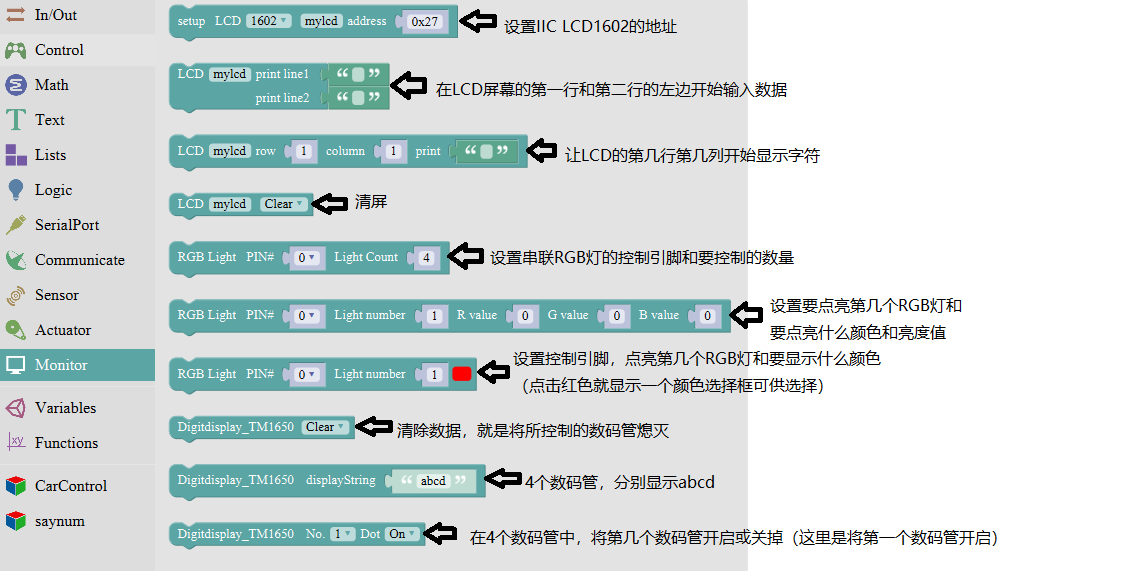 In/Out
Control
Math
Text
Lists
Logic
SerialPort
Communicate
Sensor
Actuator
Monitor
Variables
Functions
CarControl
saynum
setup LCD 1602 mylcd address 0x27
设置IIC LCD1602的地址
LCD mylcd print line1 “ ”
print line2 “ ”
在LCD屏幕的第一行和第二行的左边开始输入数据
LCD mylcd row 1 column 1 print “ ”
让LCD的第几行第几列开始显示字符
LCD mylcd Clear
清屏
RGB Light PIN# 0 Light Count 4
设置串联RGB灯的控制引脚和要控制的数量
RGB Light PIN# 0 Light number 1 R value 0 G value 0 B value 0
设置要点亮第几个RGB灯和
要点亮什么颜色和亮度值
RGB Light PIN# 0 Light number 1
设置控制引脚，点亮第几个RGB灯和要显示什么颜色
（点击红色就显示一个颜色选择框可供选择）
Digitdisplay_TM1650 Clear
清除数据，就是将所控制的数码管熄灭
Digitdisplay_TM1650 displayString “ abcd ”
4个数码管，分别显示abcd
Digitdisplay_TM1650 No. 1 Dot On
在4个数码管中，将第几个数码管开启或关掉（这里是将第一个数码管开启）